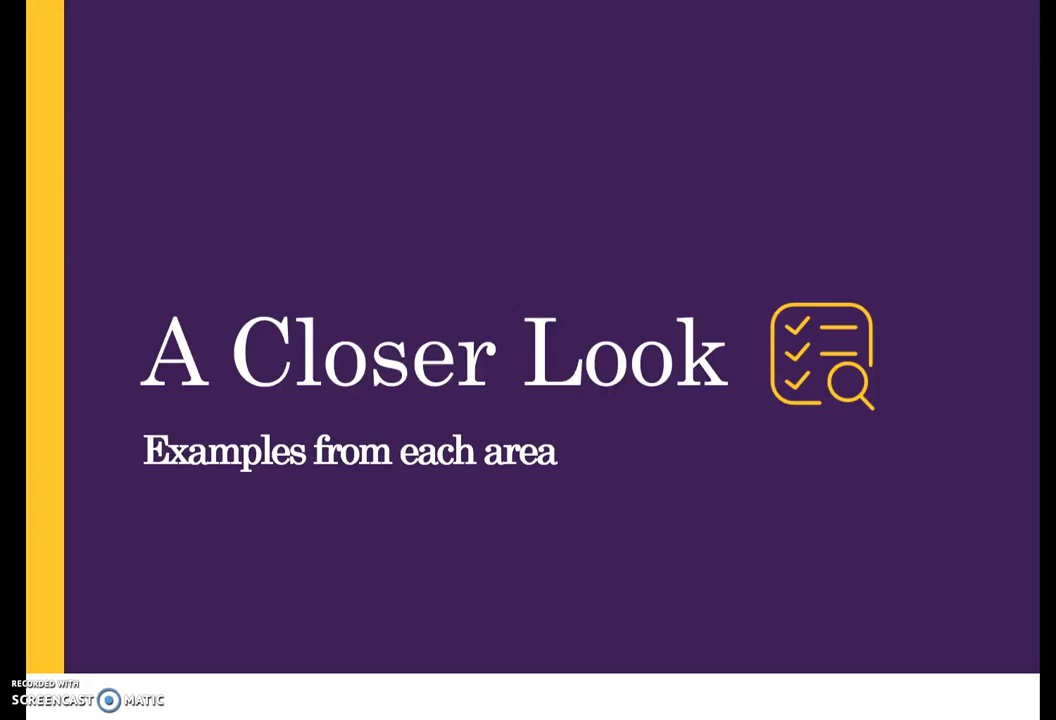 A Closer Look
Examples from each area
RECORDED WITH
SCREENCAST MATIC